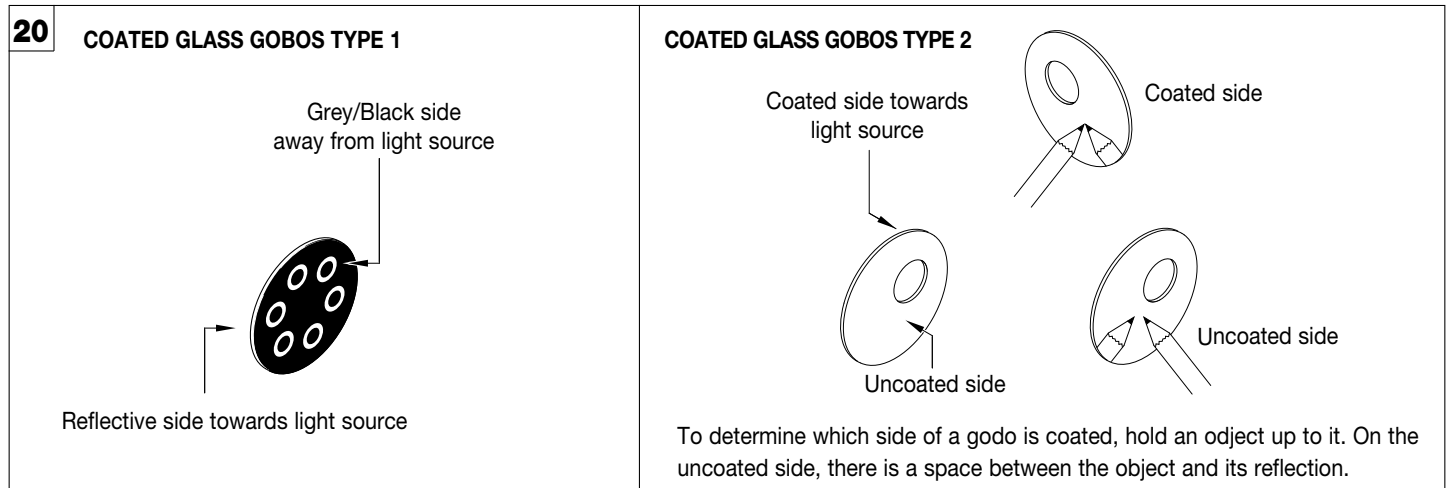 20
COATED GLASS GOBOS TYPE 1
Grey/Black side
away from light source
Reflective side towards light source
COATED GLASS GOBOS TYPE 2
Coated side towards
light source
Coated side
Uncoated side
Uncoated side
To determine which side of a godo is coated, hold an odject up to it. On the
uncoated side, there is a space between the object and its reflection.